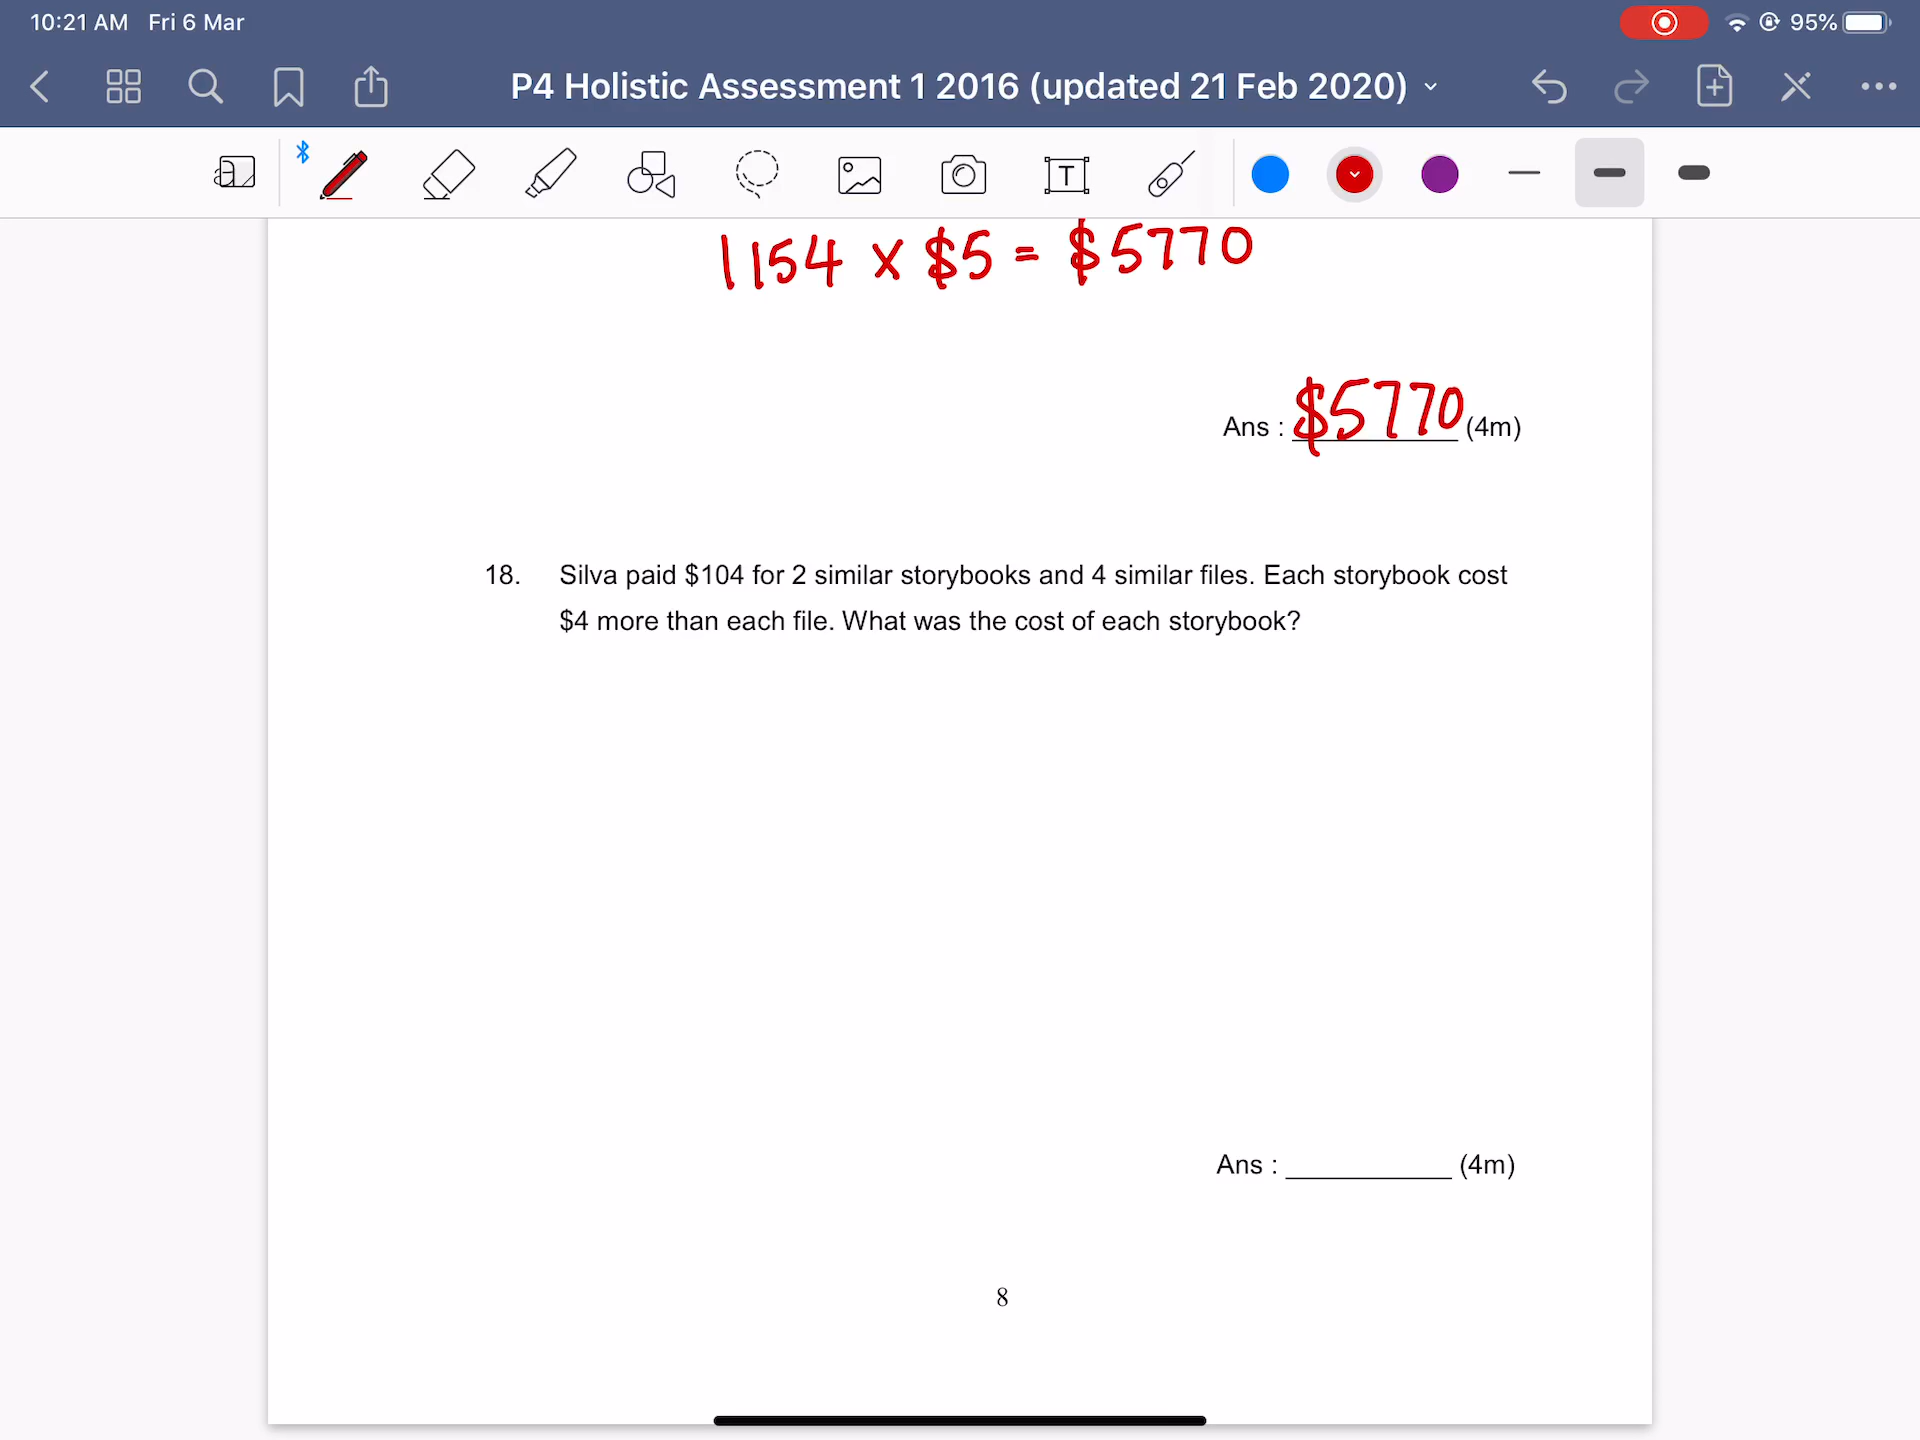 10:21 AM Fri 6 Mar 95%
P4 Holistic Assessment 1 2016 (updated 21 Feb 2020)
1154 x $5 = $5770
Ans : $5770 (4m)
18. Silva paid $104 for 2 similar storybooks and 4 similar files. Each storybook cost
$4 more than each file. What was the cost of each storybook?
Ans : ____________ (4m)
8